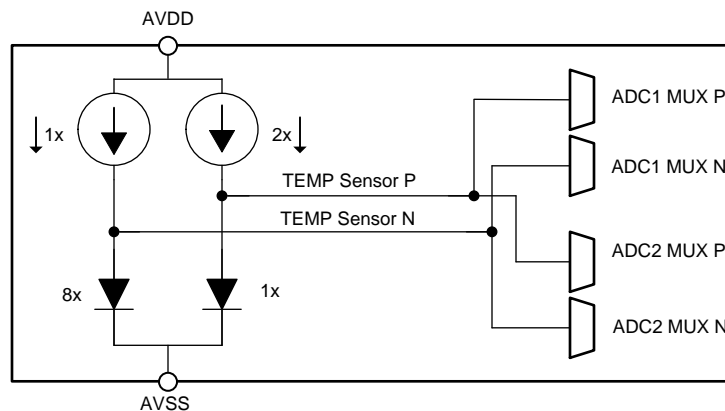 AVDD
1x
2x
ADC1 MUX P
ADC1 MUX N
TEMP Sensor P
TEMP Sensor N
ADC2 MUX P
8x
1x
ADC2 MUX N
AVSS